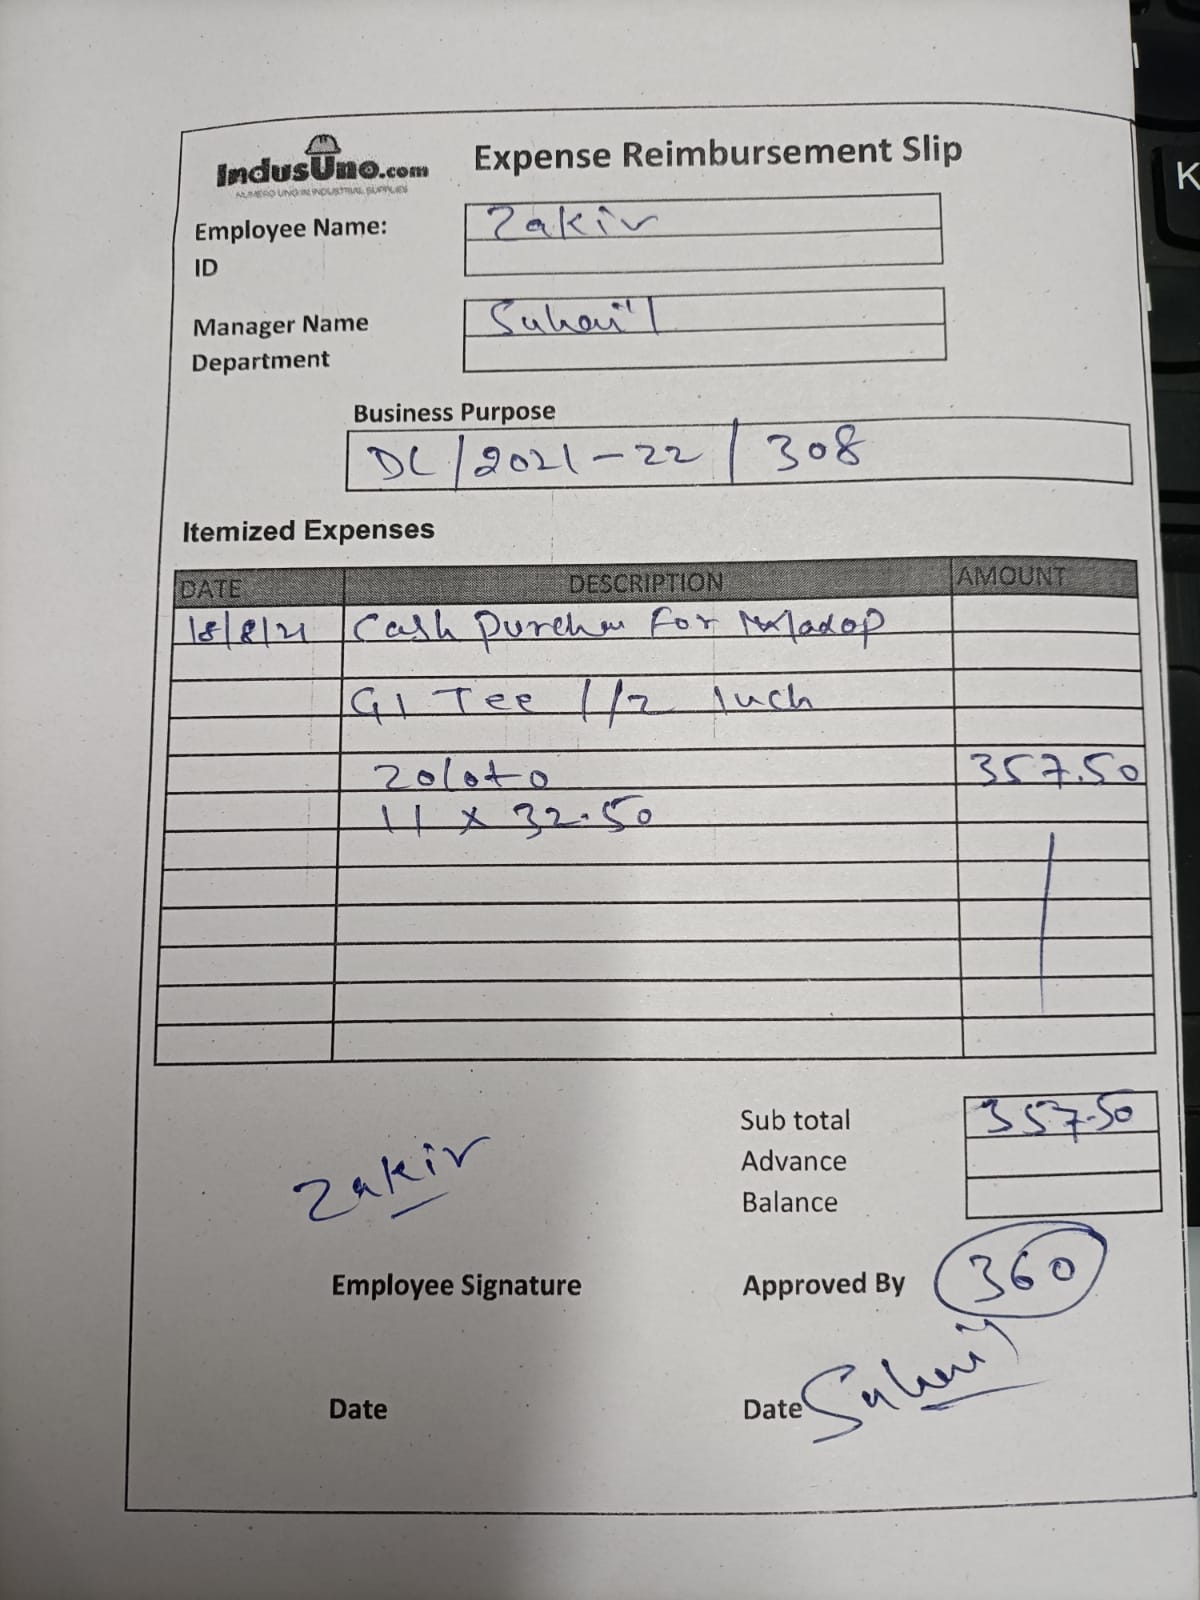 IndusUno.com
NUMERO UNO IN INDUSTRIAL SUPPLIES
Expense Reimbursement Slip
Employee Name: Zakir
ID
Manager Name Suhail
Department
Business Purpose
DC/2021-22/308
Itemized Expenses
DATE DESCRIPTION AMOUNT
18/8/21 Cash For
GI Tee 1/2 Inch
Zoloto 357.50
11 x 32.50
Sub total 357.50
Advance
Balance
Zakir
Employee Signature Approved By 360
Date Date Suhail
K